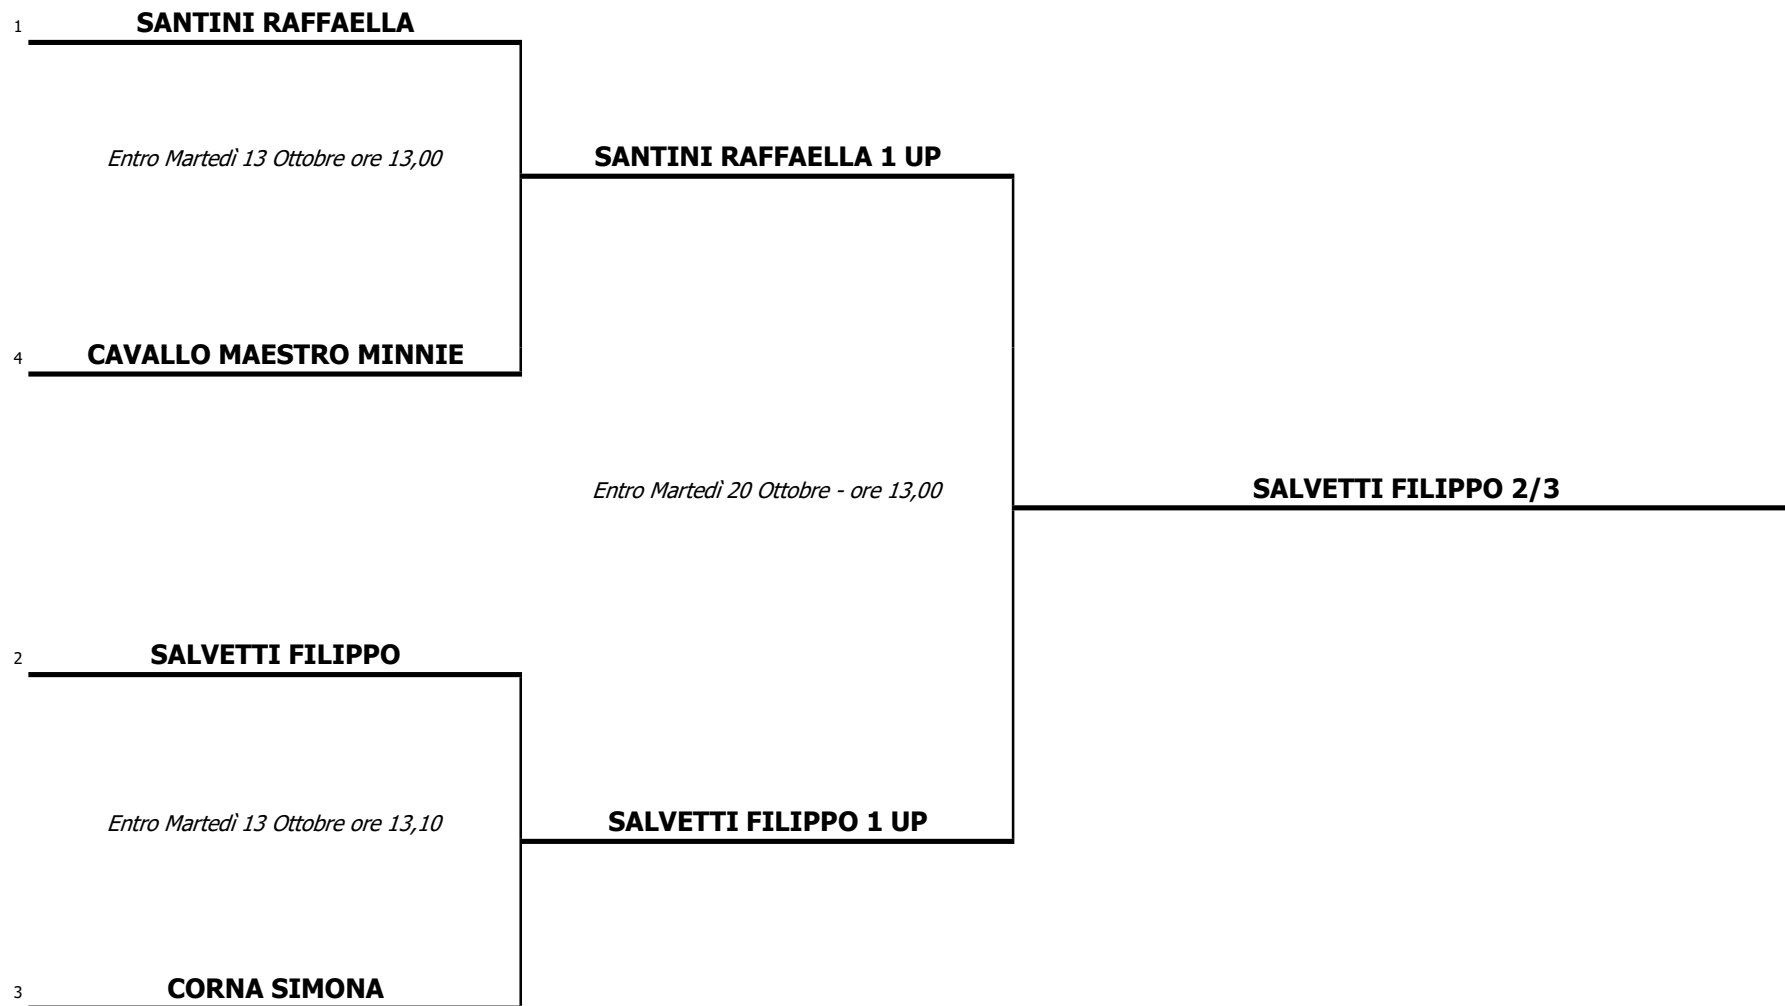 1 SANTINI RAFFAELLA
Entro Martedì 13 Ottobre ore 13,00
SANTINI RAFFAELLA 1 UP
4 CAVALLO MAESTRO MINNIE
Entro Martedì 20 Ottobre - ore 13,00
SALVETTI FILIPPO 2/3
2 SALVETTI FILIPPO
Entro Martedì 13 Ottobre ore 13,10
SALVETTI FILIPPO 1 UP
3 CORNA SIMONA